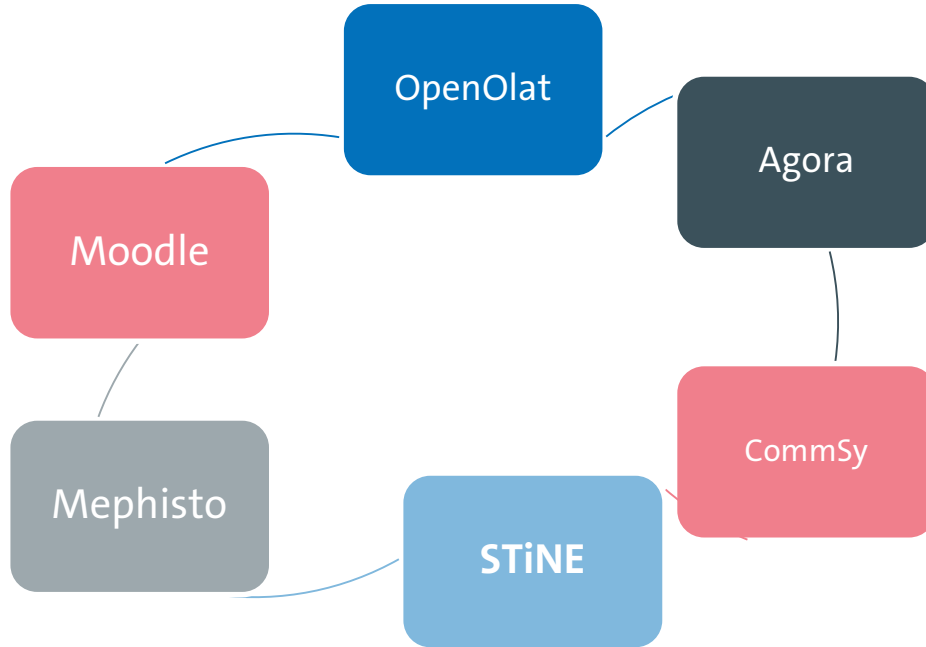 OpenOlat
Agora
Moodle
CommSy
Mephisto
STiNE